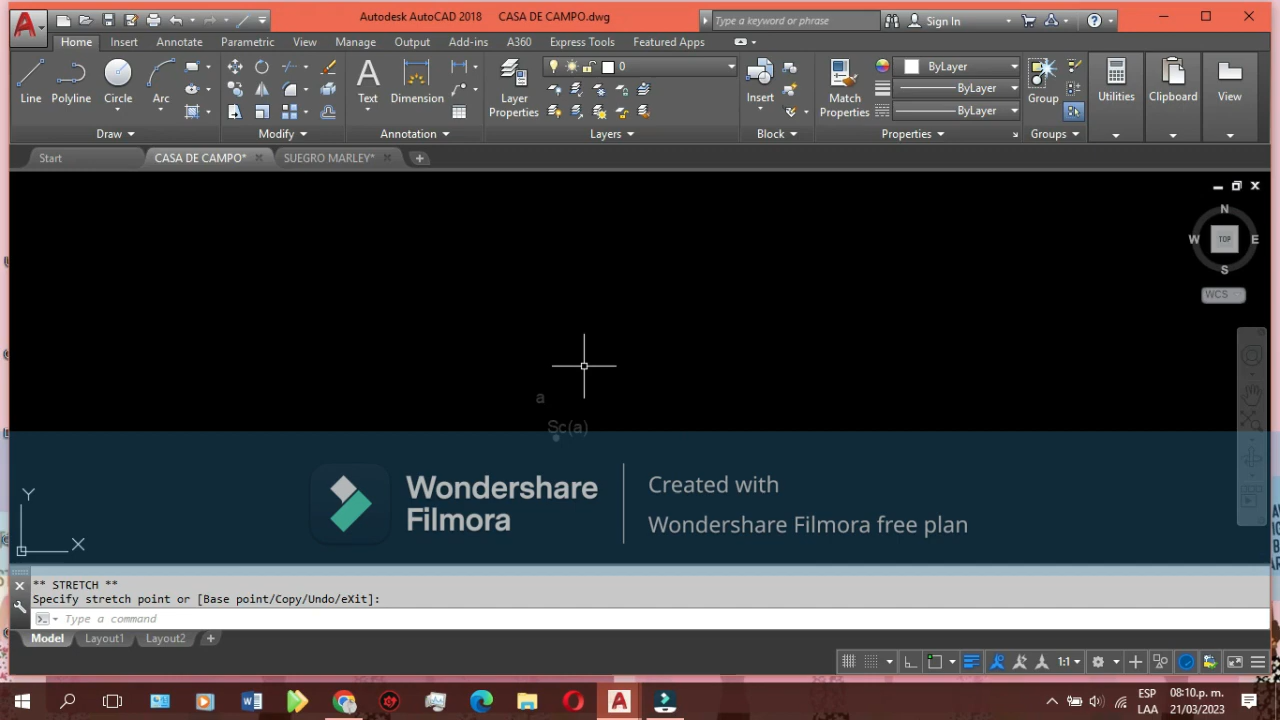 Autodesk AutoCAD 2018 CASA DE CAMPO.dwg
Type a keyword or phrase
Sign In
Home Insert Annotate Parametric View Manage Output Add-ins A360 Express Tools Featured Apps
0
ByLayer
ByLayer
ByLayer
Line Polyline Circle Arc
Text Dimension
Layer Properties
Insert
Match Properties
Group Utilities Clipboard View
Draw Modify Annotation Layers Block Properties Groups
Start CASA DE CAMPO* SUEGRO MARLEY*
N
W TOP E
S
WCS
a
Sc(a)
Wondershare Filmora
Created with
Wondershare Filmora free plan
Y
X
** STRETCH **
Specify stretch point or [Base point/Copy/Undo/eXit]:
Type a command
Model Layout1 Layout2 +
1:1
ESP 08:10 p. m.
LAA 21/03/2023